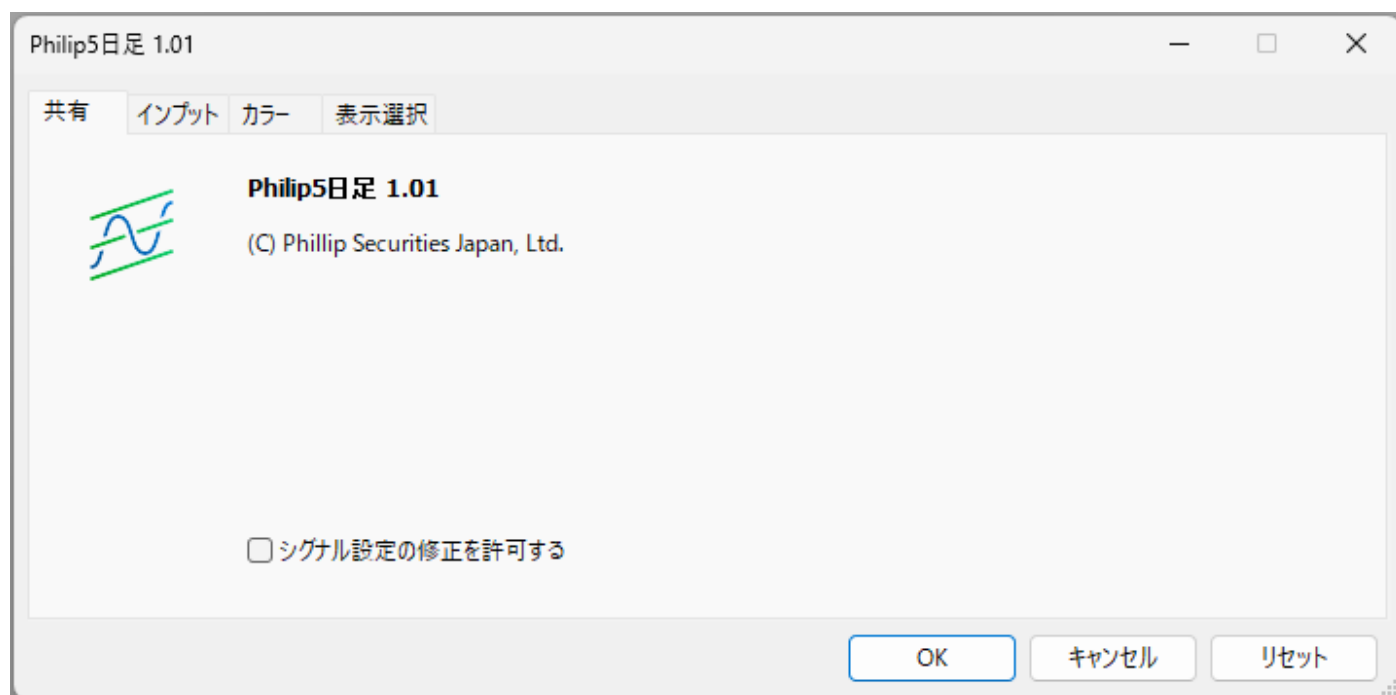 Philip5日足 1.01
共有 インプット カラー 表示選択
Philip5日足 1.01
(C) Phillip Securities Japan, Ltd.
シグナル設定の修正を許可する
OK キャンセル リセット